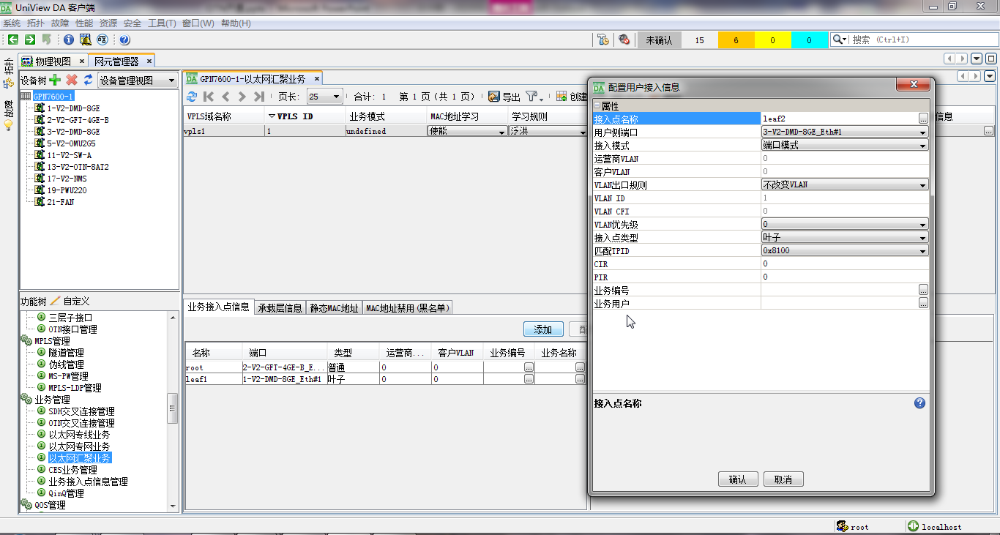 UniView DA 客户端
系统 拓扑 故障 性能 资源 安全 工具(T) 窗口(W) 帮助(H)
未确认 15 6 0 0 搜索 (Ctrl+I)
拓扑
故障
物理视图 × 网元管理器 ×
设备树 设备管理视图
GPN7600-1
1-V2-DMD-8GE
2-V2-GFT-4GE-B
3-V2-DMD-8GE
5-V2-OMU2G5
11-V2-SW-A
13-V2-OTN-8AT2
17-V2-NMS
19-PWU220
21-FAN
功能树 自定义
三层子接口
OTN接口管理
MPLS管理
隧道管理
伪线管理
MS-PW管理
MPLS-LDP管理
业务管理
SDH交叉连接管理
OTN交叉连接管理
以太网专线业务
以太网专网业务
以太网汇聚业务
CES业务管理
业务接入点信息管理
QinQ管理
QOS管理
GPN7600-1-以太网汇聚业务 ×
页长: 25 合计: 1 第 1 页(共 1 页) 导出 创建
VPLS域名称 VPLS ID 业务模式 MAC地址学习 学习规则 信息
vpls1 1 undefined 使能 泛洪 ...
业务接入点信息 承载层信息 静态MAC地址 MAC地址禁用(黑名单)
添加
名称 端口 类型 运营商... 客户VLAN 业务编号 业务名称
root 2-V2-GFT-4GE-B_E... 普通 0 0 ... ...
leaf1 1-V2-DMD-8GE_Eth#1 叶子 0 0 ... ...
配置用户接入信息
属性
接入点名称 leaf2 ...
用户侧端口 3-V2-DMD-8GE_Eth#1
接入模式 端口模式
运营商VLAN 0
客户VLAN 0
VLAN出口规则 不改变VLAN
VLAN ID 1
VLAN CFI 0
VLAN优先级 0
接入点类型 叶子
匹配TPID 0x8100
CIR 0
PIR 0
业务编号 ...
业务用户 ...
接入点名称
确认 取消
root localhost